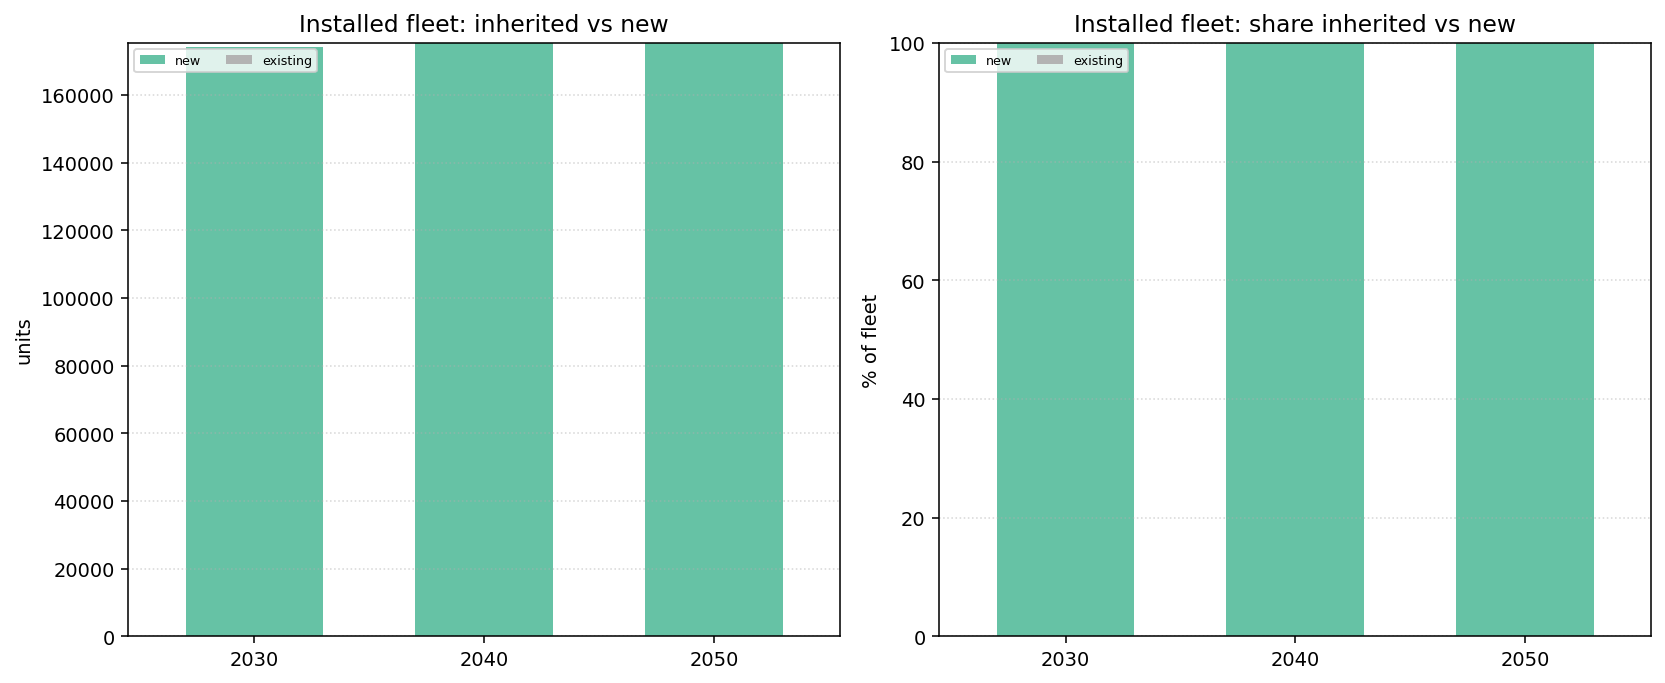 Installed fleet: inherited vs new
new
existing
160000
140000
120000
100000
80000
60000
40000
20000
0
units
2030
2040
2050
Installed fleet: share inherited vs new
new
existing
100
80
60
40
20
0
% of fleet
2030
2040
2050